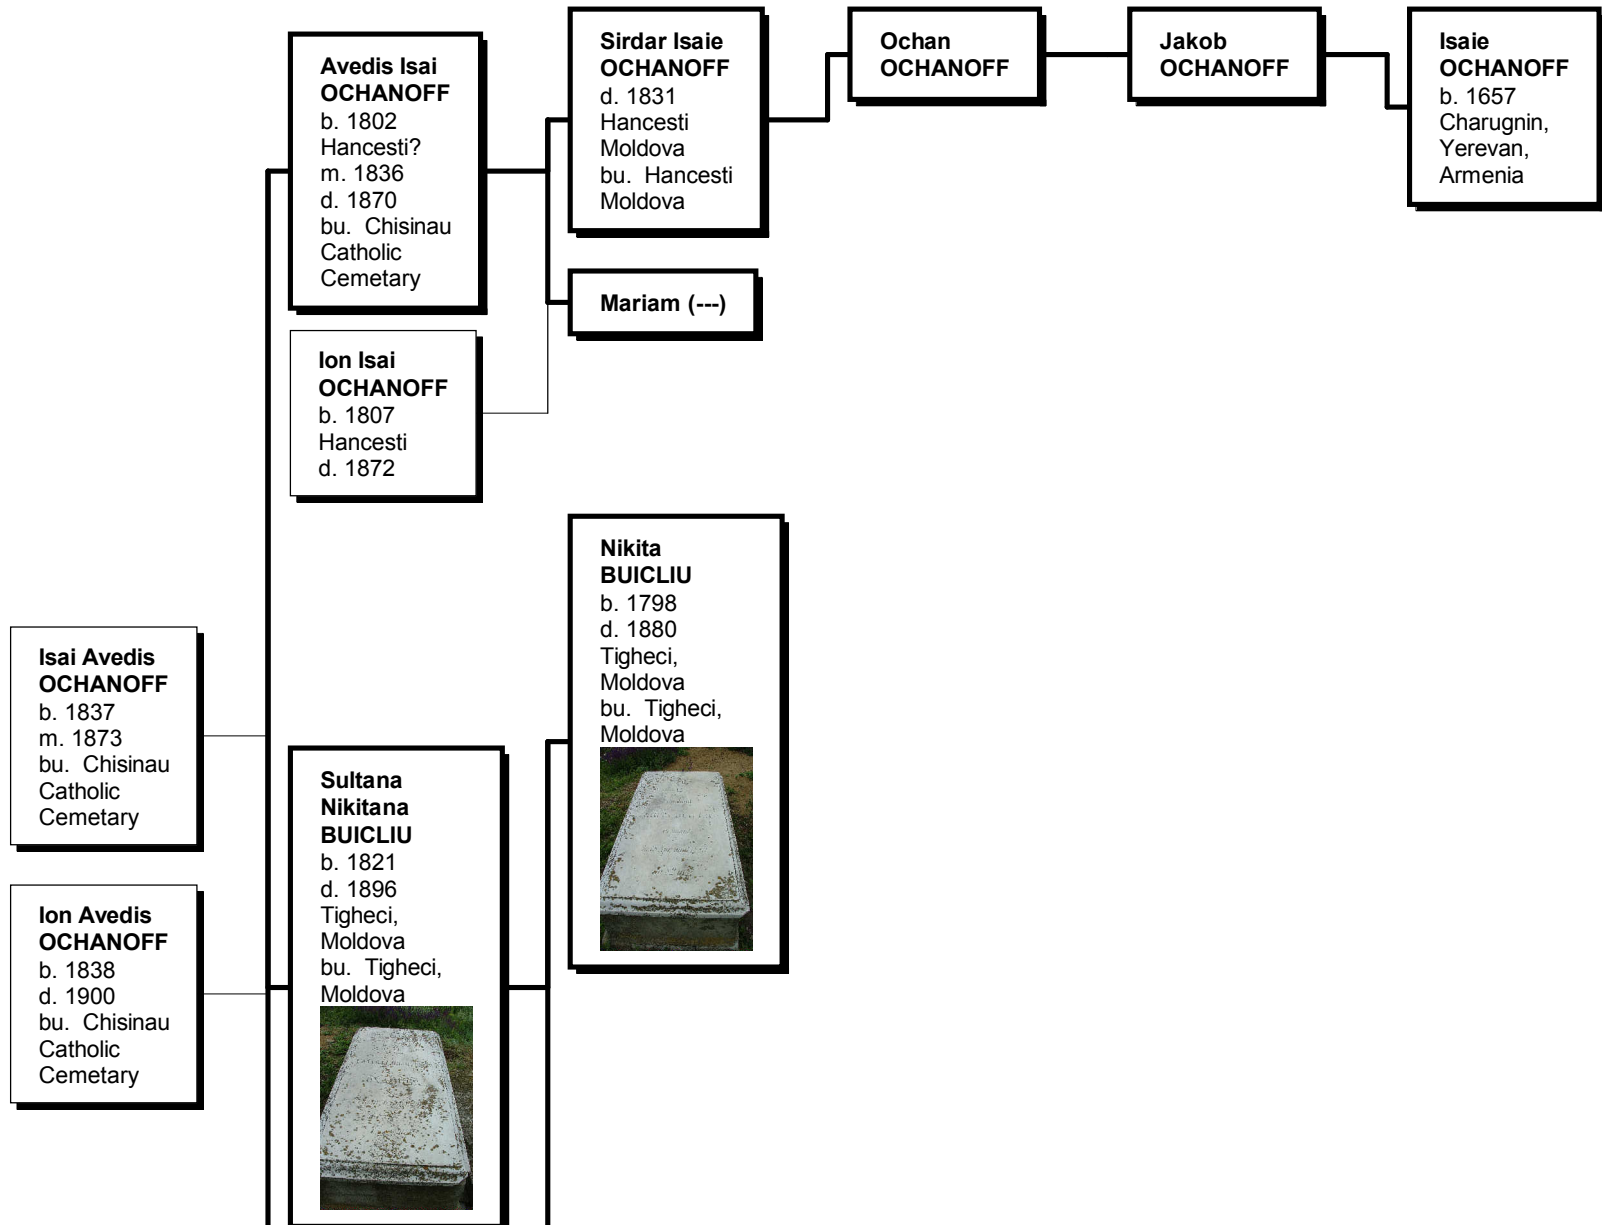 Avedis Isai
OCHANOFF
b. 1802
Hancesti?
m. 1836
d. 1870
bu. Chisinau
Catholic
Cemetary
Sirdar Isaie
OCHANOFF
d. 1831
Hancesti
Moldova
bu. Hancesti
Moldova
Ochan
OCHANOFF
Jakob
OCHANOFF
Isaie
OCHANOFF
b. 1657
Charugnin,
Yerevan,
Armenia
Mariam (---)
Ion Isai
OCHANOFF
b. 1807
Hancesti
d. 1872
Nikita
BUICLIU
b. 1798
d. 1880
Tigheci,
Moldova
bu. Tigheci,
Moldova
Isai Avedis
OCHANOFF
b. 1837
m. 1873
bu. Chisinau
Catholic
Cemetary
Sultana
Nikitana
BUICLIU
b. 1821
d. 1896
Tigheci,
Moldova
bu. Tigheci,
Moldova
Ion Avedis
OCHANOFF
b. 1838
d. 1900
bu. Chisinau
Catholic
Cemetary